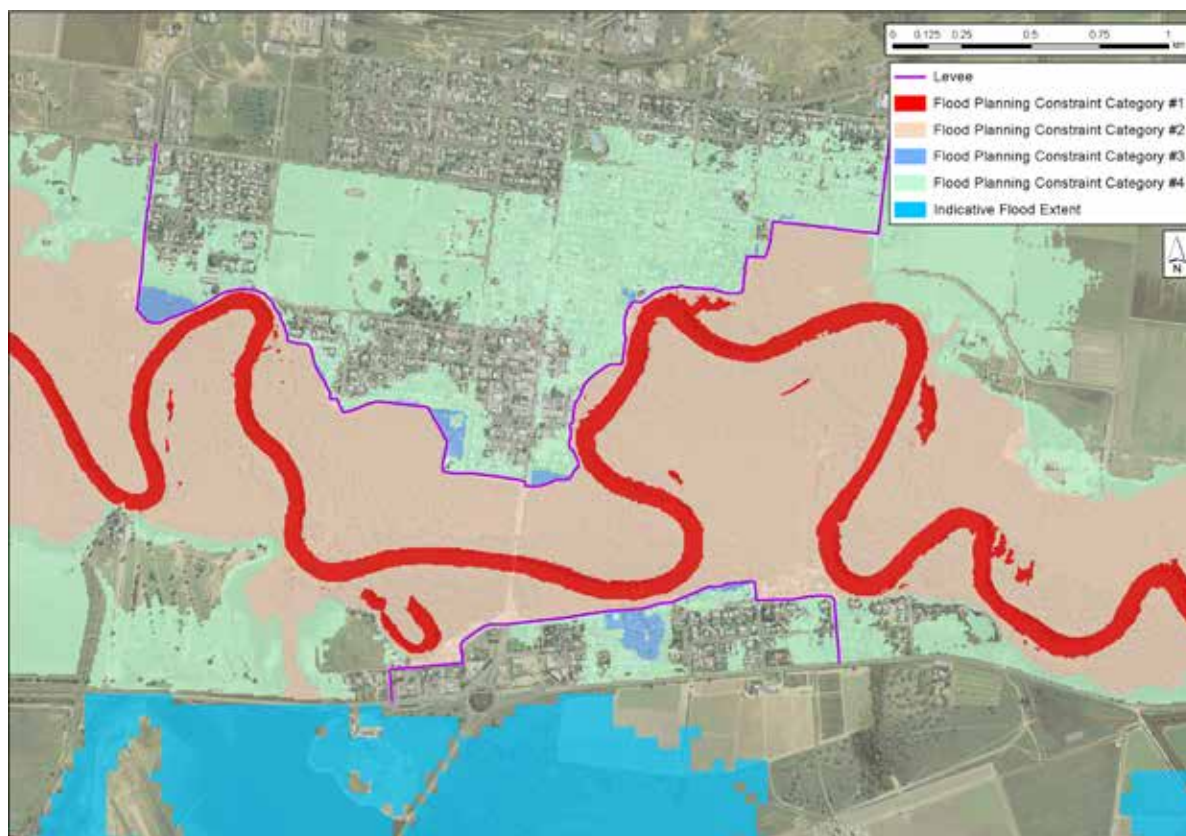 0 0.125 0.25 0.5 0.75 1
km
Levee
Flood Planning Constraint Category #1
Flood Planning Constraint Category #2
Flood Planning Constraint Category #3
Flood Planning Constraint Category #4
Indicative Flood Extent
N